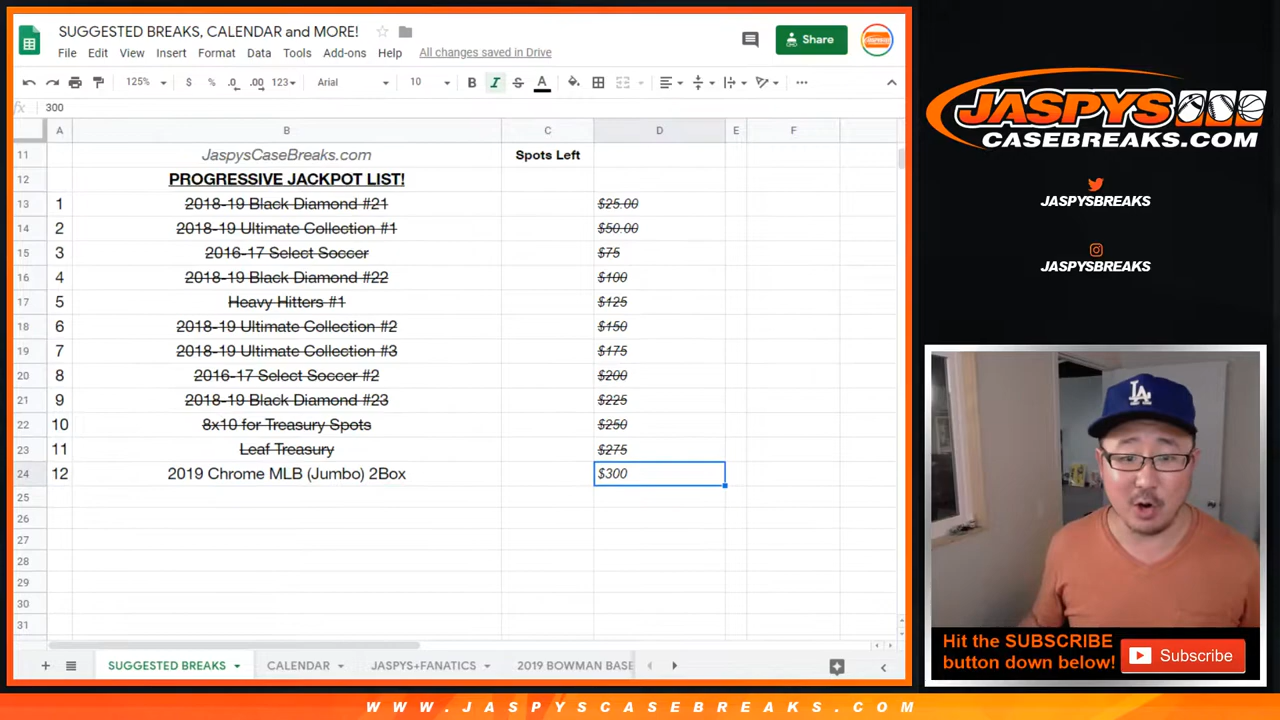 SUGGESTED BREAKS, CALENDAR and MORE!
File Edit View Insert Format Data Tools Add-ons Help All changes saved in Drive
Share
125% $ % .0 .00 123 Arial 10 B I S A
fx 300
A B C D E F
11 JaspysCaseBreaks.com Spots Left
12 PROGRESSIVE JACKPOT LIST!
13 1 2018-19 Black Diamond #21 $25.00
14 2 2018-19 Ultimate Collection #1 $50.00
15 3 2016-17 Select Soccer $75
16 4 2018-19 Black Diamond #22 $100
17 5 Heavy Hitters #1 $125
18 6 2018-19 Ultimate Collection #2 $150
19 7 2018-19 Ultimate Collection #3 $175
20 8 2016-17 Select Soccer #2 $200
21 9 2018-19 Black Diamond #23 $225
22 10 8x10 for Treasury Spots $250
23 11 Leaf Treasury $275
24 12 2019 Chrome MLB (Jumbo) 2Box $300
25
26
27
28
29
30
31
SUGGESTED BREAKS CALENDAR JASPYS+FANATICS 2019 BOWMAN BASE
JASPYS
CASEBREAKS.COM
JASPYSBREAKS
JASPYSBREAKS
LA
Hit the SUBSCRIBE
button down below!
Subscribe
WWW.JASPYSCASEBREAKS.COM